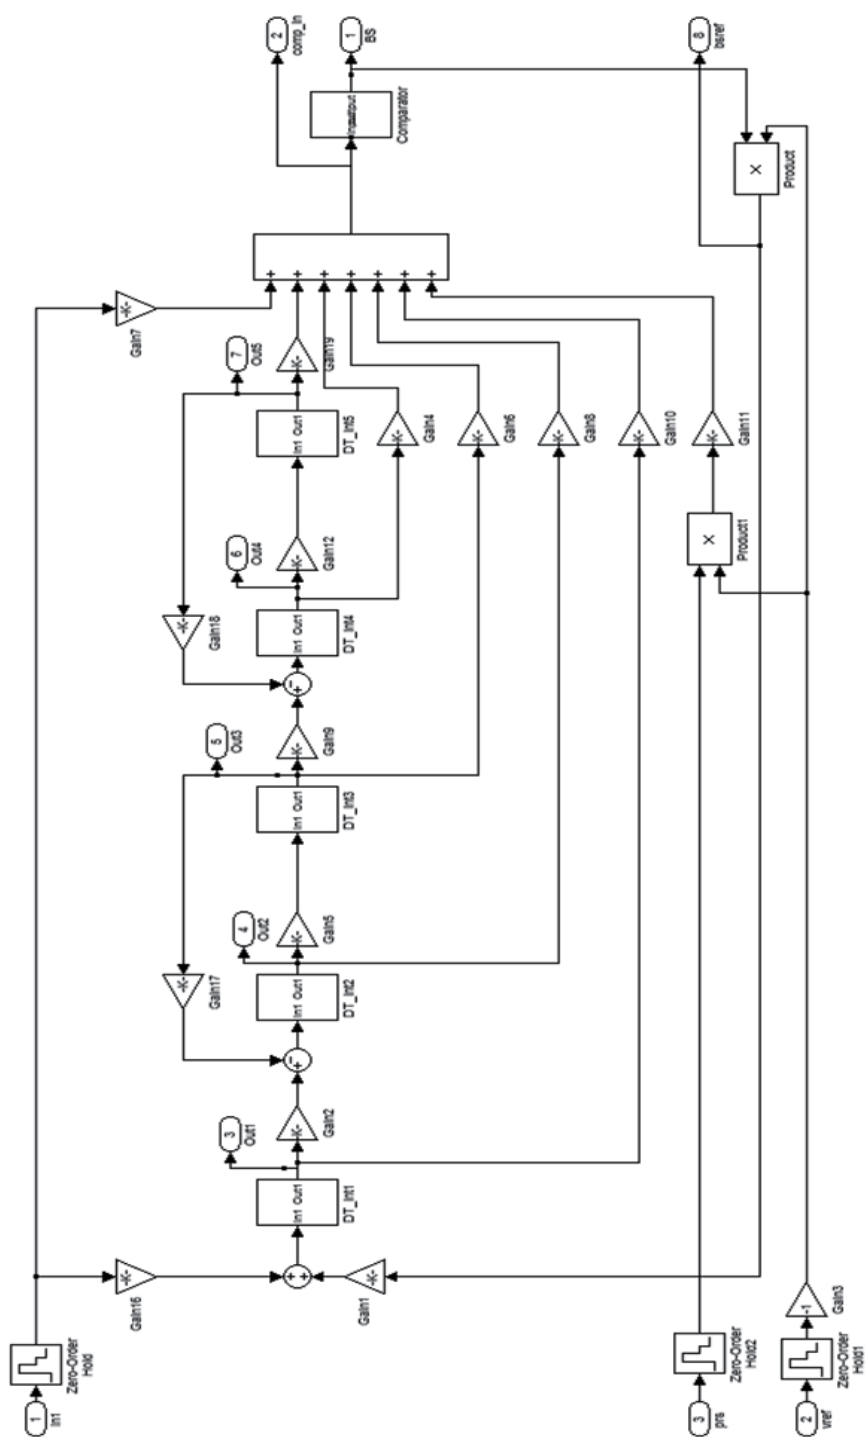 1
In1
Zero-Order
Hold
-K-
Gain16
-K-
Gain7
3
prs
Zero-Order
Hold2
2
vref
Zero-Order
Hold1
-1
Gain3
+
+
-K-
Gain1
In1 Out1
DT_Int1
3
Out1
-K-
Gain2
+
−
In1 Out1
DT_Int2
4
Out2
-K-
Gain17
-K-
Gain5
In1 Out1
DT_Int3
5
Out3
-K-
Gain9
+
−
In1 Out1
DT_Int4
6
Out4
-K-
Gain18
-K-
Gain12
In1 Out1
DT_Int5
7
Out5
-K-
Gain19
-K-
Gain4
-K-
Gain6
-K-
Gain8
-K-
Gain10
-K-
Gain11
×
Product1
+
+
+
+
+
+
+
Comparator
2
comp_in
1
BS
×
Product
8
bsref